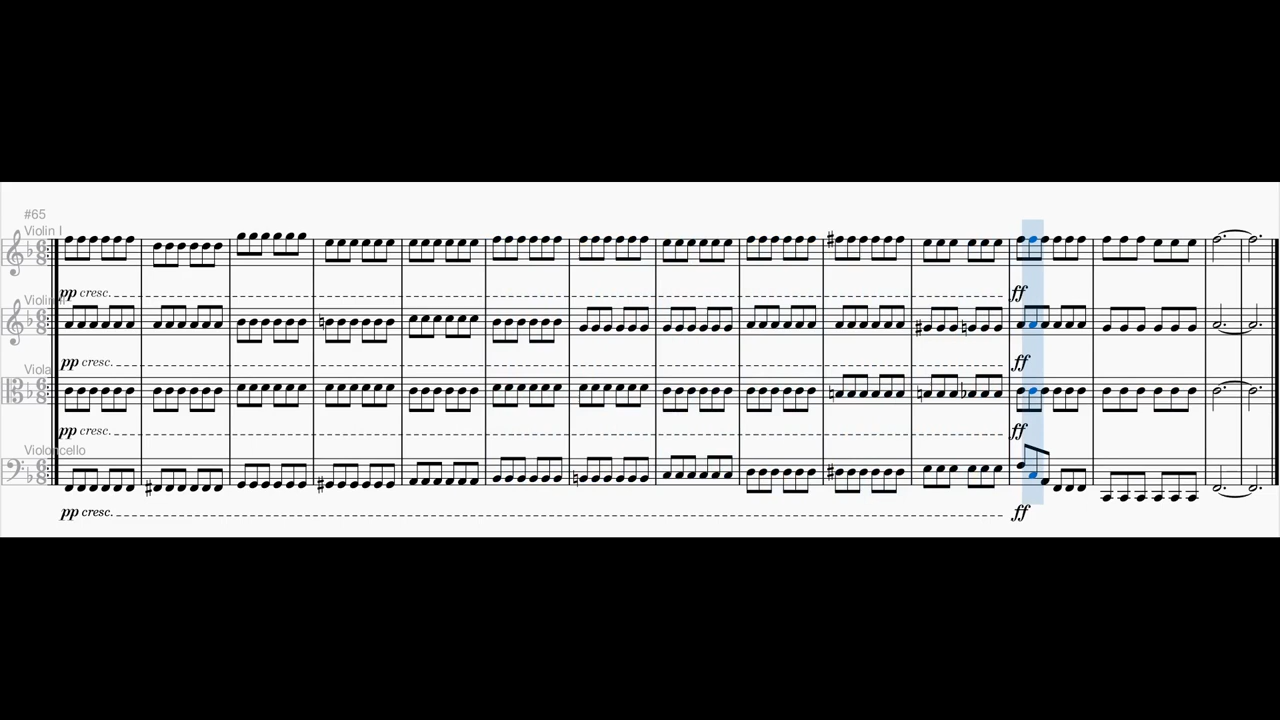 #65
Violin I
pp cresc.
ff
Violin II
pp cresc.
ff
Viola
pp cresc.
ff
Violoncello
pp cresc.
ff